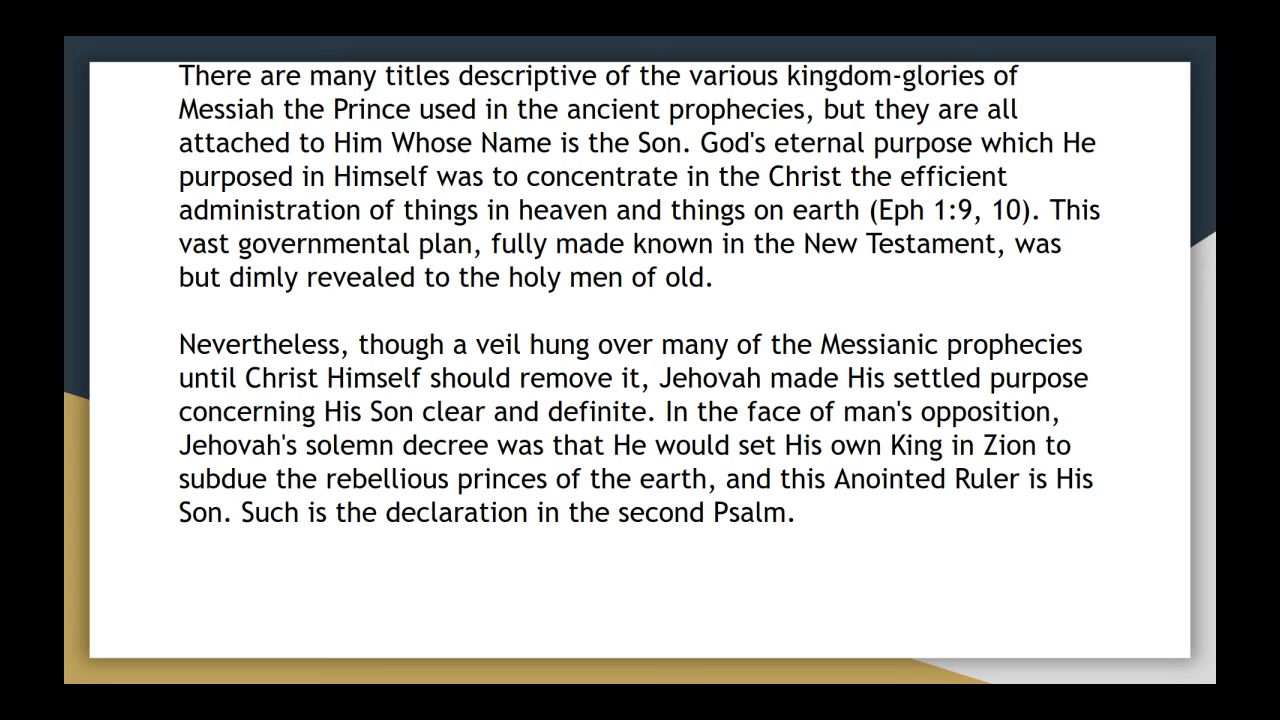 There are many titles descriptive of the various kingdom-glories of
Messiah the Prince used in the ancient prophecies, but they are all
attached to Him Whose Name is the Son. God's eternal purpose which He
purposed in Himself was to concentrate in the Christ the efficient
administration of things in heaven and things on earth (Eph 1:9, 10). This
vast governmental plan, fully made known in the New Testament, was
but dimly revealed to the holy men of old.
Nevertheless, though a veil hung over many of the Messianic prophecies
until Christ Himself should remove it, Jehovah made His settled purpose
concerning His Son clear and definite. In the face of man's opposition,
Jehovah's solemn decree was that He would set His own King in Zion to
subdue the rebellious princes of the earth, and this Anointed Ruler is His
Son. Such is the declaration in the second Psalm.